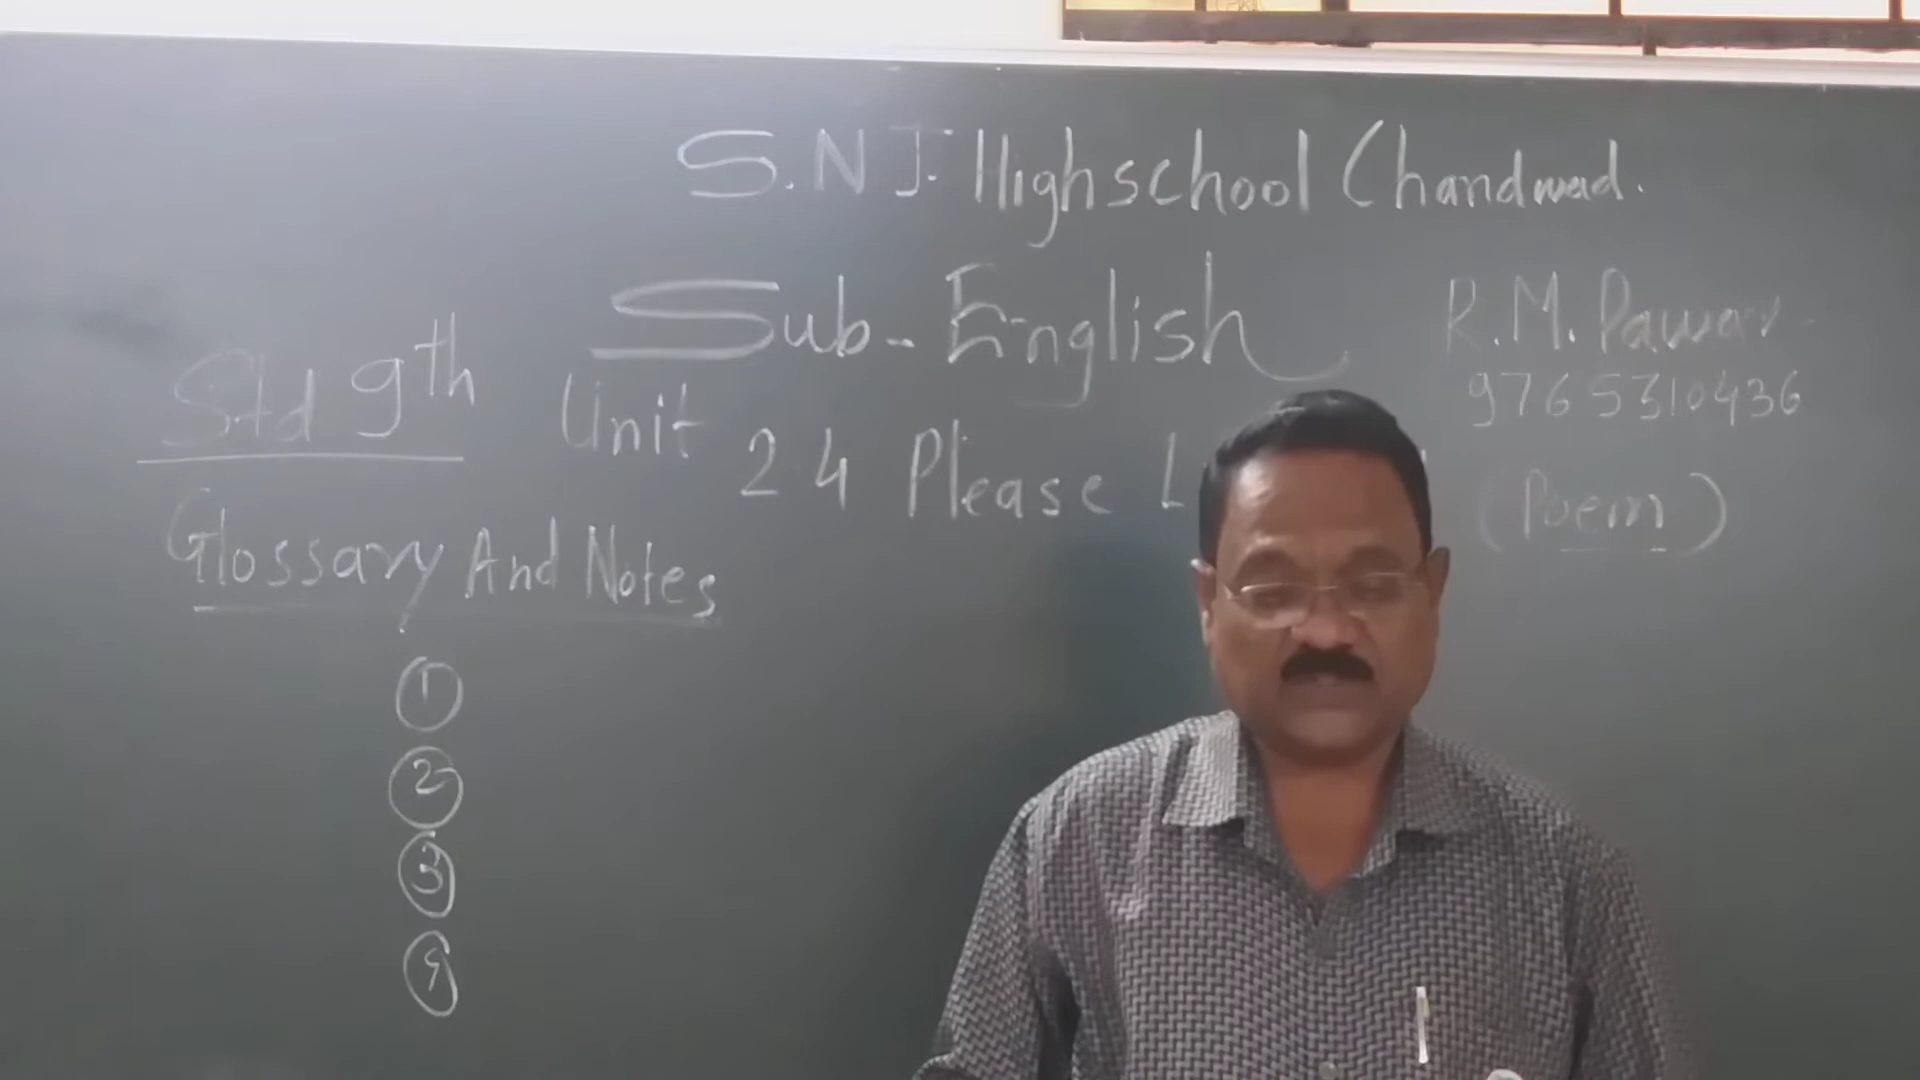 S.N.J. Highschool Chandwad.
Sub-English
R.M. Pawar
9765310436
Std 9th
Unit 2.4 Please L
(Poem)
Glossary And Notes
1
2
3
4